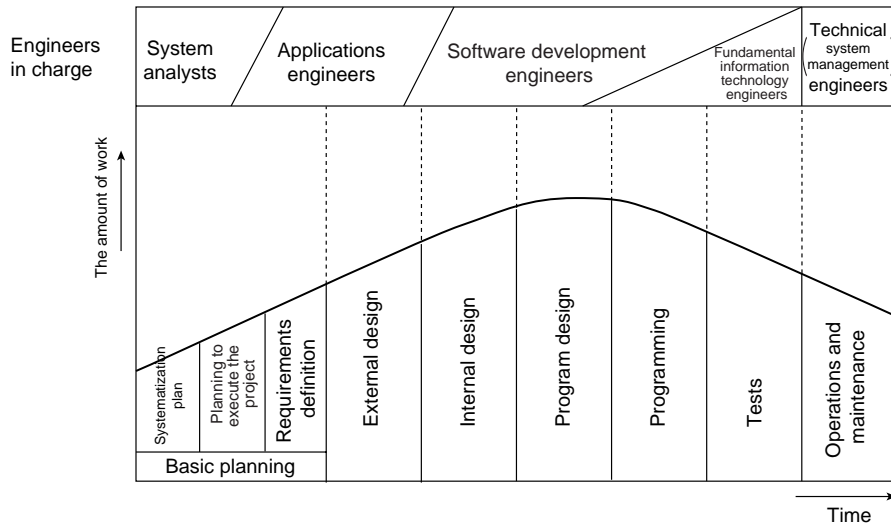 Engineers
in charge
System
analysts
Applications
engineers
Software development
engineers
Fundamental
information
technology
engineers
Technical
(system
management)
engineers
The amount of work
Systematization
plan
Planning to
execute the
project
Requirements
definition
External design
Internal design
Program design
Programming
Tests
Operations and
maintenance
Basic planning
Time